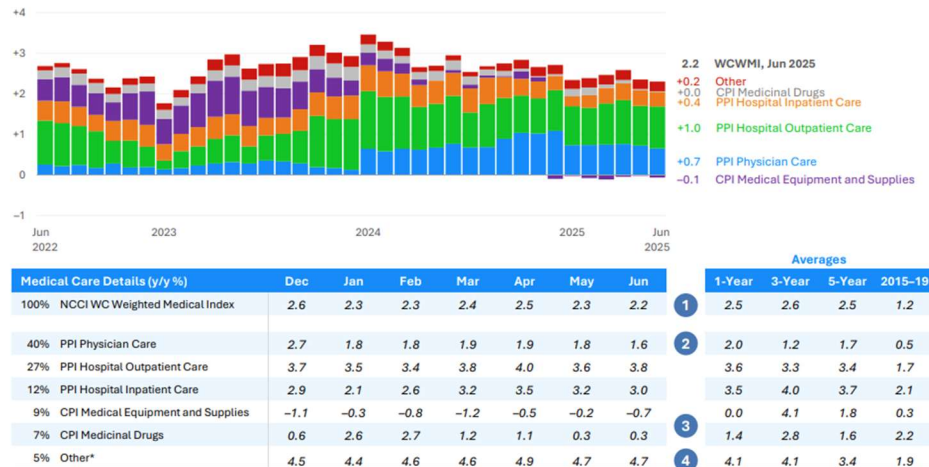 +4
+3
+2
+1
0
−1
Jun 2022
2023
2024
2025
Jun 2025
2.2 WCWMI, Jun 2025
+0.2 Other
+0.0 CPI Medicinal Drugs
+0.4 PPI Hospital Inpatient Care
+1.0 PPI Hospital Outpatient Care
+0.7 PPI Physician Care
−0.1 CPI Medical Equipment and Supplies
Averages
Medical Care Details (y/y %) Dec Jan Feb Mar Apr May Jun 1-Year 3-Year 5-Year 2015–19
100% NCCI WC Weighted Medical Index 2.6 2.3 2.3 2.4 2.5 2.3 2.2 1 2.5 2.6 2.5 1.2
40% PPI Physician Care 2.7 1.8 1.8 1.9 1.9 1.8 1.6 2 2.0 1.2 1.7 0.5
27% PPI Hospital Outpatient Care 3.7 3.5 3.4 3.8 4.0 3.6 3.8 3.6 3.3 3.4 1.7
12% PPI Hospital Inpatient Care 2.9 2.1 2.6 3.2 3.5 3.2 3.0 3.5 4.0 3.7 2.1
9% CPI Medical Equipment and Supplies −1.1 −0.3 −0.8 −1.2 −0.5 −0.2 −0.7 0.0 4.1 1.8 0.3
3
7% CPI Medicinal Drugs 0.6 2.6 2.7 1.2 1.1 0.3 0.3 1.4 2.8 1.6 2.2
5% Other* 4.5 4.4 4.6 4.6 4.9 4.7 4.7 4 4.1 4.1 3.4 1.9